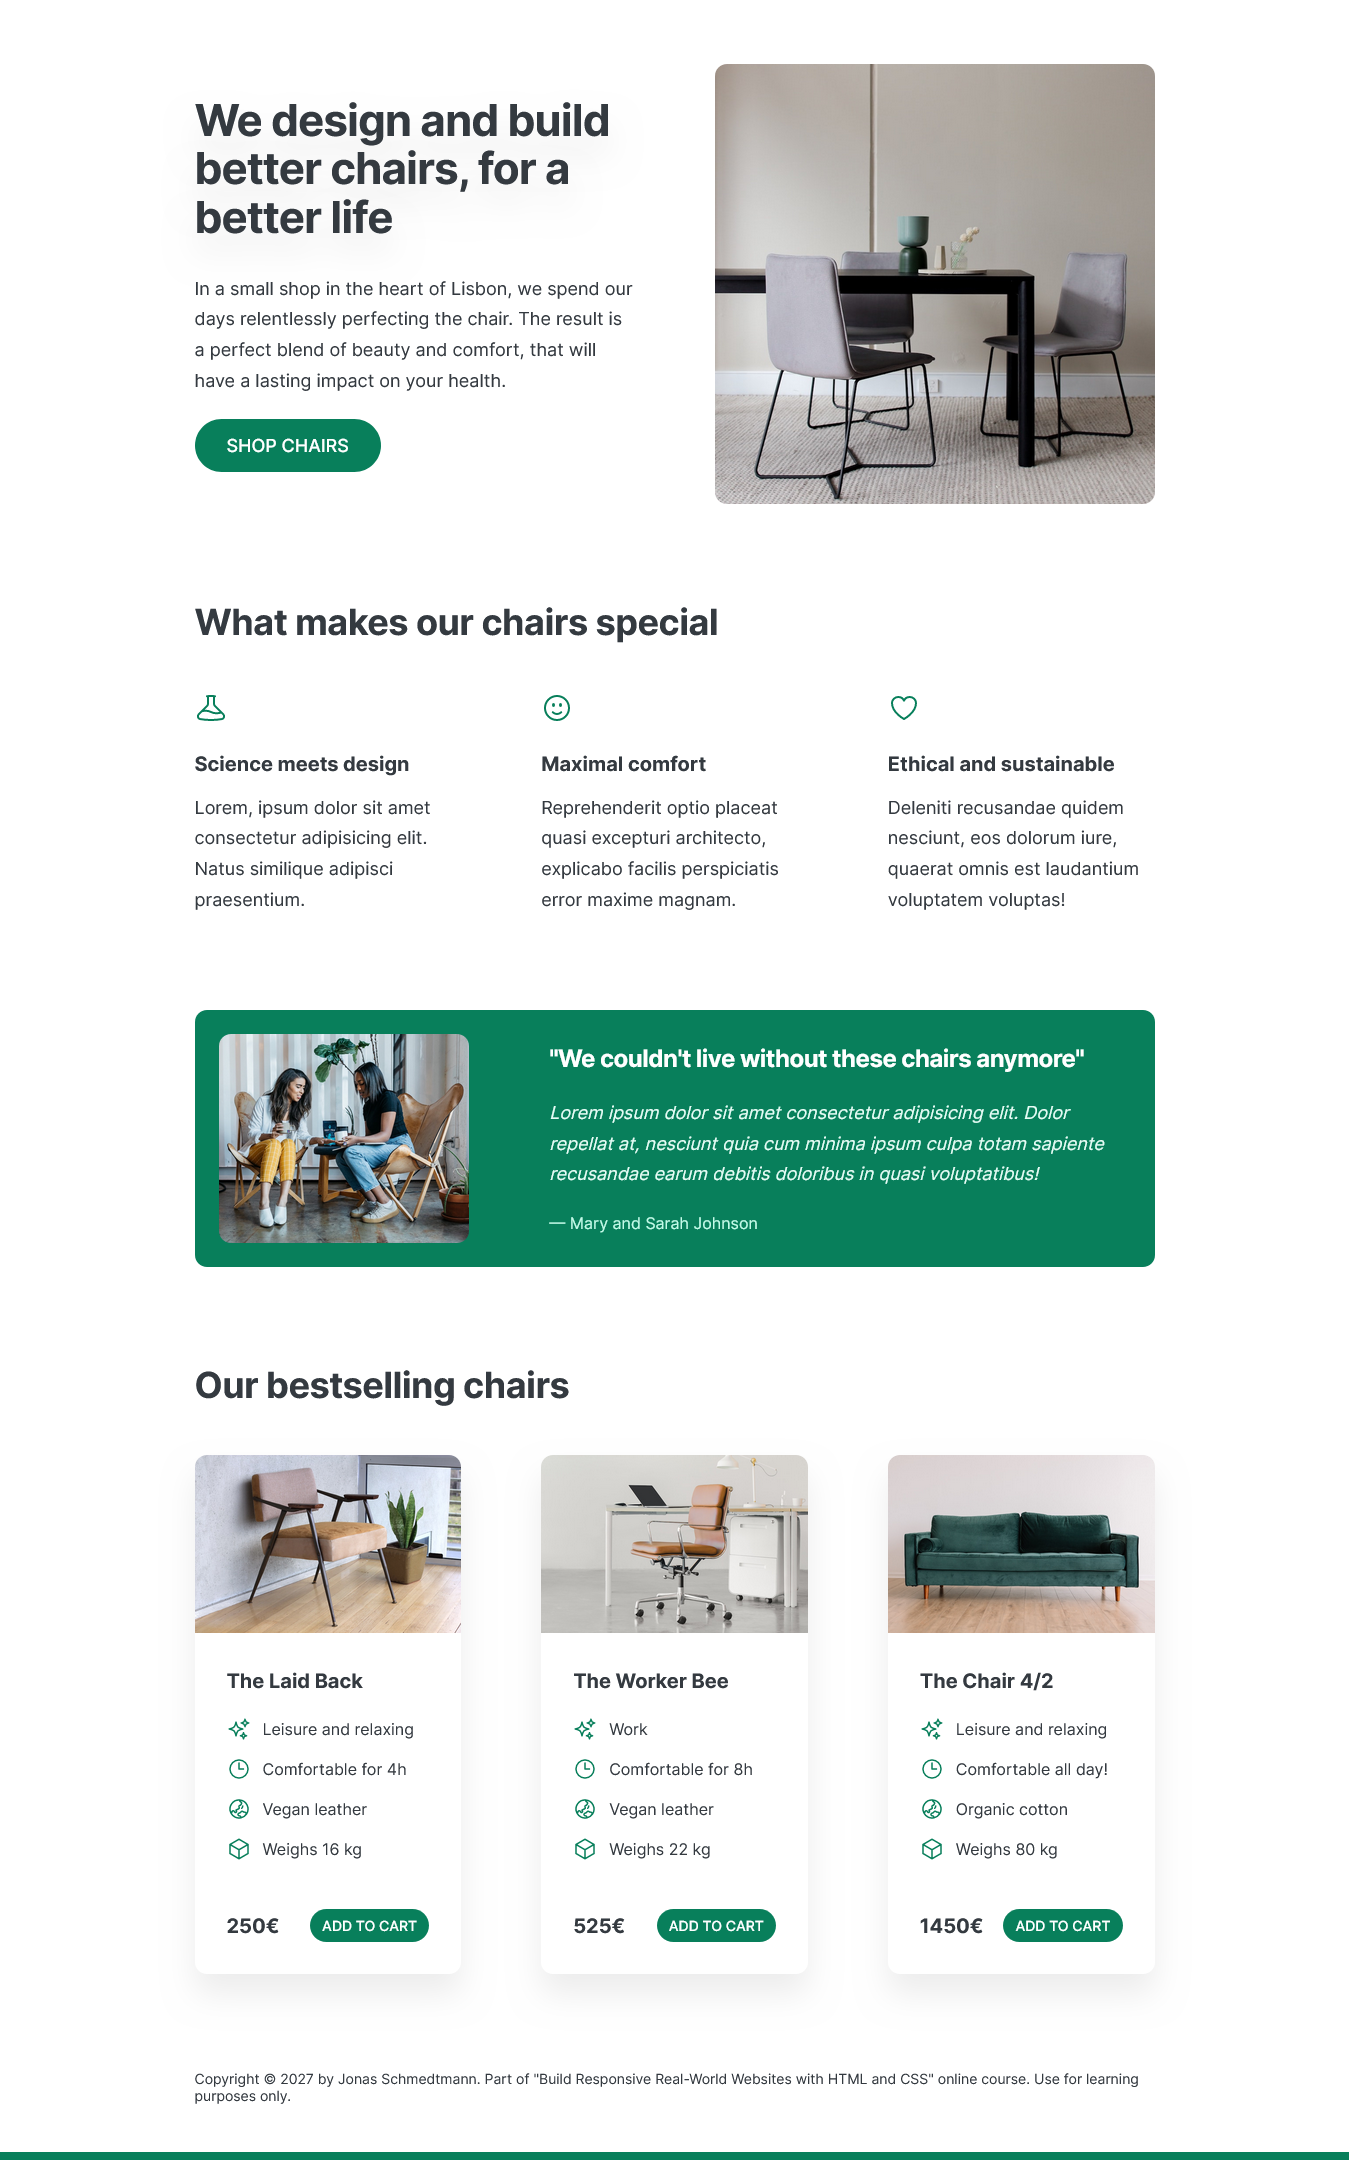 We design and build
better chairs, for a
better life
In a small shop in the heart of Lisbon, we spend our
days relentlessly perfecting the chair. The result is
a perfect blend of beauty and comfort, that will
have a lasting impact on your health.
SHOP CHAIRS
What makes our chairs special
Science meets design
Lorem, ipsum dolor sit amet
consectetur adipisicing elit.
Natus similique adipisci
praesentium.
Maximal comfort
Reprehenderit optio placeat
quasi excepturi architecto,
explicabo facilis perspiciatis
error maxime magnam.
Ethical and sustainable
Deleniti recusandae quidem
nesciunt, eos dolorum iure,
quaerat omnis est laudantium
voluptatem voluptas!
"We couldn't live without these chairs anymore"
Lorem ipsum dolor sit amet consectetur adipisicing elit. Dolor
repellat at, nesciunt quia cum minima ipsum culpa totam sapiente
recusandae earum debitis doloribus in quasi voluptatibus!
— Mary and Sarah Johnson
Our bestselling chairs
The Laid Back
Leisure and relaxing
Comfortable for 4h
Vegan leather
Weighs 16 kg
250€
ADD TO CART
The Worker Bee
Work
Comfortable for 8h
Vegan leather
Weighs 22 kg
525€
ADD TO CART
The Chair 4/2
Leisure and relaxing
Comfortable all day!
Organic cotton
Weighs 80 kg
1450€
ADD TO CART
Copyright © 2027 by Jonas Schmedtmann. Part of "Build Responsive Real-World Websites with HTML and CSS" online course. Use for learning
purposes only.